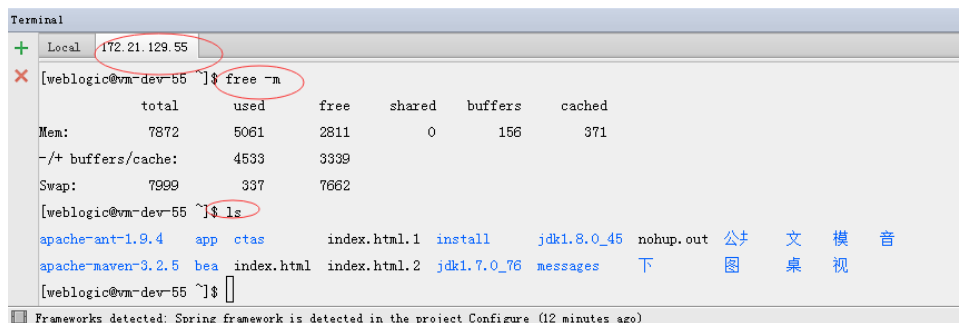 Terminal
Local 172.21.129.55
[weblogic@vm-dev-55 ~]$ free -m
total used free shared buffers cached
Mem: 7872 5061 2811 0 156 371
-/+ buffers/cache: 4533 3339
Swap: 7999 337 7662
[weblogic@vm-dev-55 ~]$ ls
apache-ant-1.9.4 app ctas index.html.1 install jdk1.8.0_45 nohup.out 文 模 音
apache-maven-3.2.5 bea index.html index.html.2 jdk1.7.0_76 messages 下 图 桌 视
[weblogic@vm-dev-55 ~]$
Frameworks detected: Spring framework is detected in the project Configure (12 minutes ago)